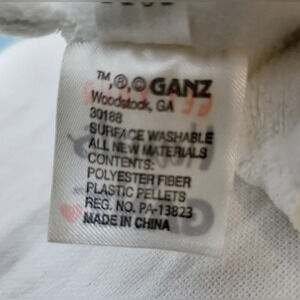 ™,®,© GANZ
Woodstock, GA
30188
SURFACE WASHABLE
ALL NEW MATERIALS
CONTENTS:
POLYESTER FIBER
PLASTIC PELLETS
REG. NO. PA-13823
MADE IN CHINA